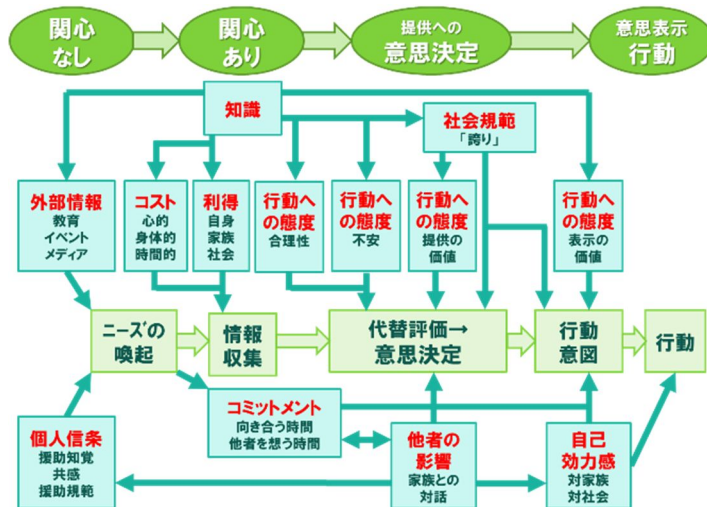 関心
なし
関心
あり
提供への
意思決定
意思表示
行動
知識
社会規範
「誇り」
外部情報
教育
イベント
メディア
コスト
心的
身体的
時間的
利得
自身
家族
社会
行動へ
の態度
合理性
行動へ
の態度
不安
行動へ
の態度
提供の
価値
行動へ
の態度
表示の
価値
ニーズの
喚起
情報
収集
代替評価→
意思決定
行動
意図
行動
コミットメント
向き合う時間
他者を想う時間
個人信条
援助知覚
共感
援助規範
他者の
影響
家族との
対話
自己
効力感
対家族
対社会